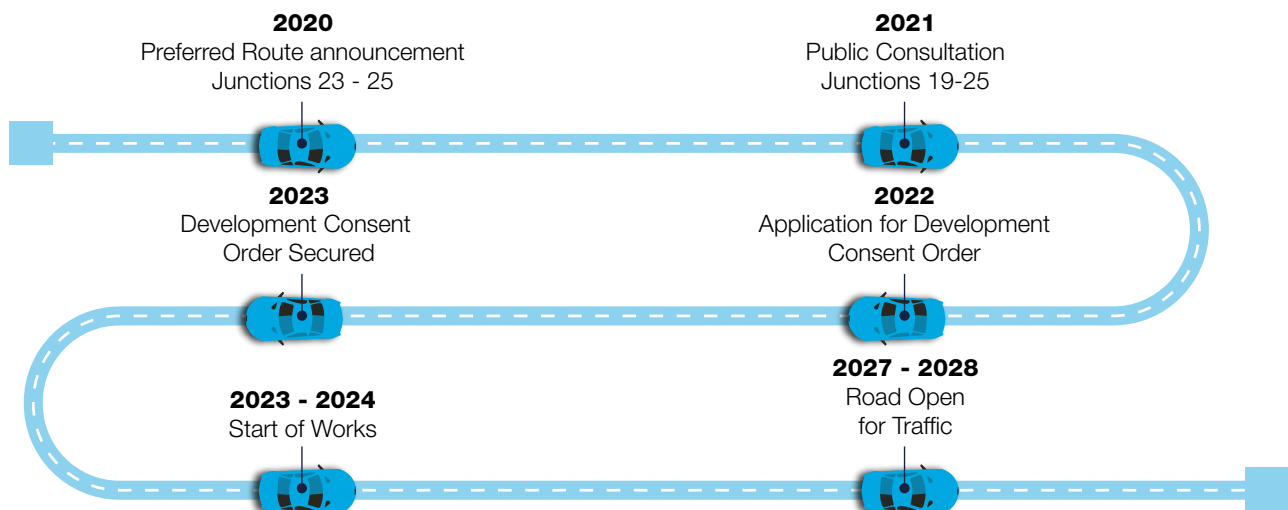 2020
Preferred Route announcement
Junctions 23 - 25
2021
Public Consultation
Junctions 19-25
2022
Application for Development
Consent Order
2023
Development Consent
Order Secured
2023 - 2024
Start of Works
2027 - 2028
Road Open
for Traffic